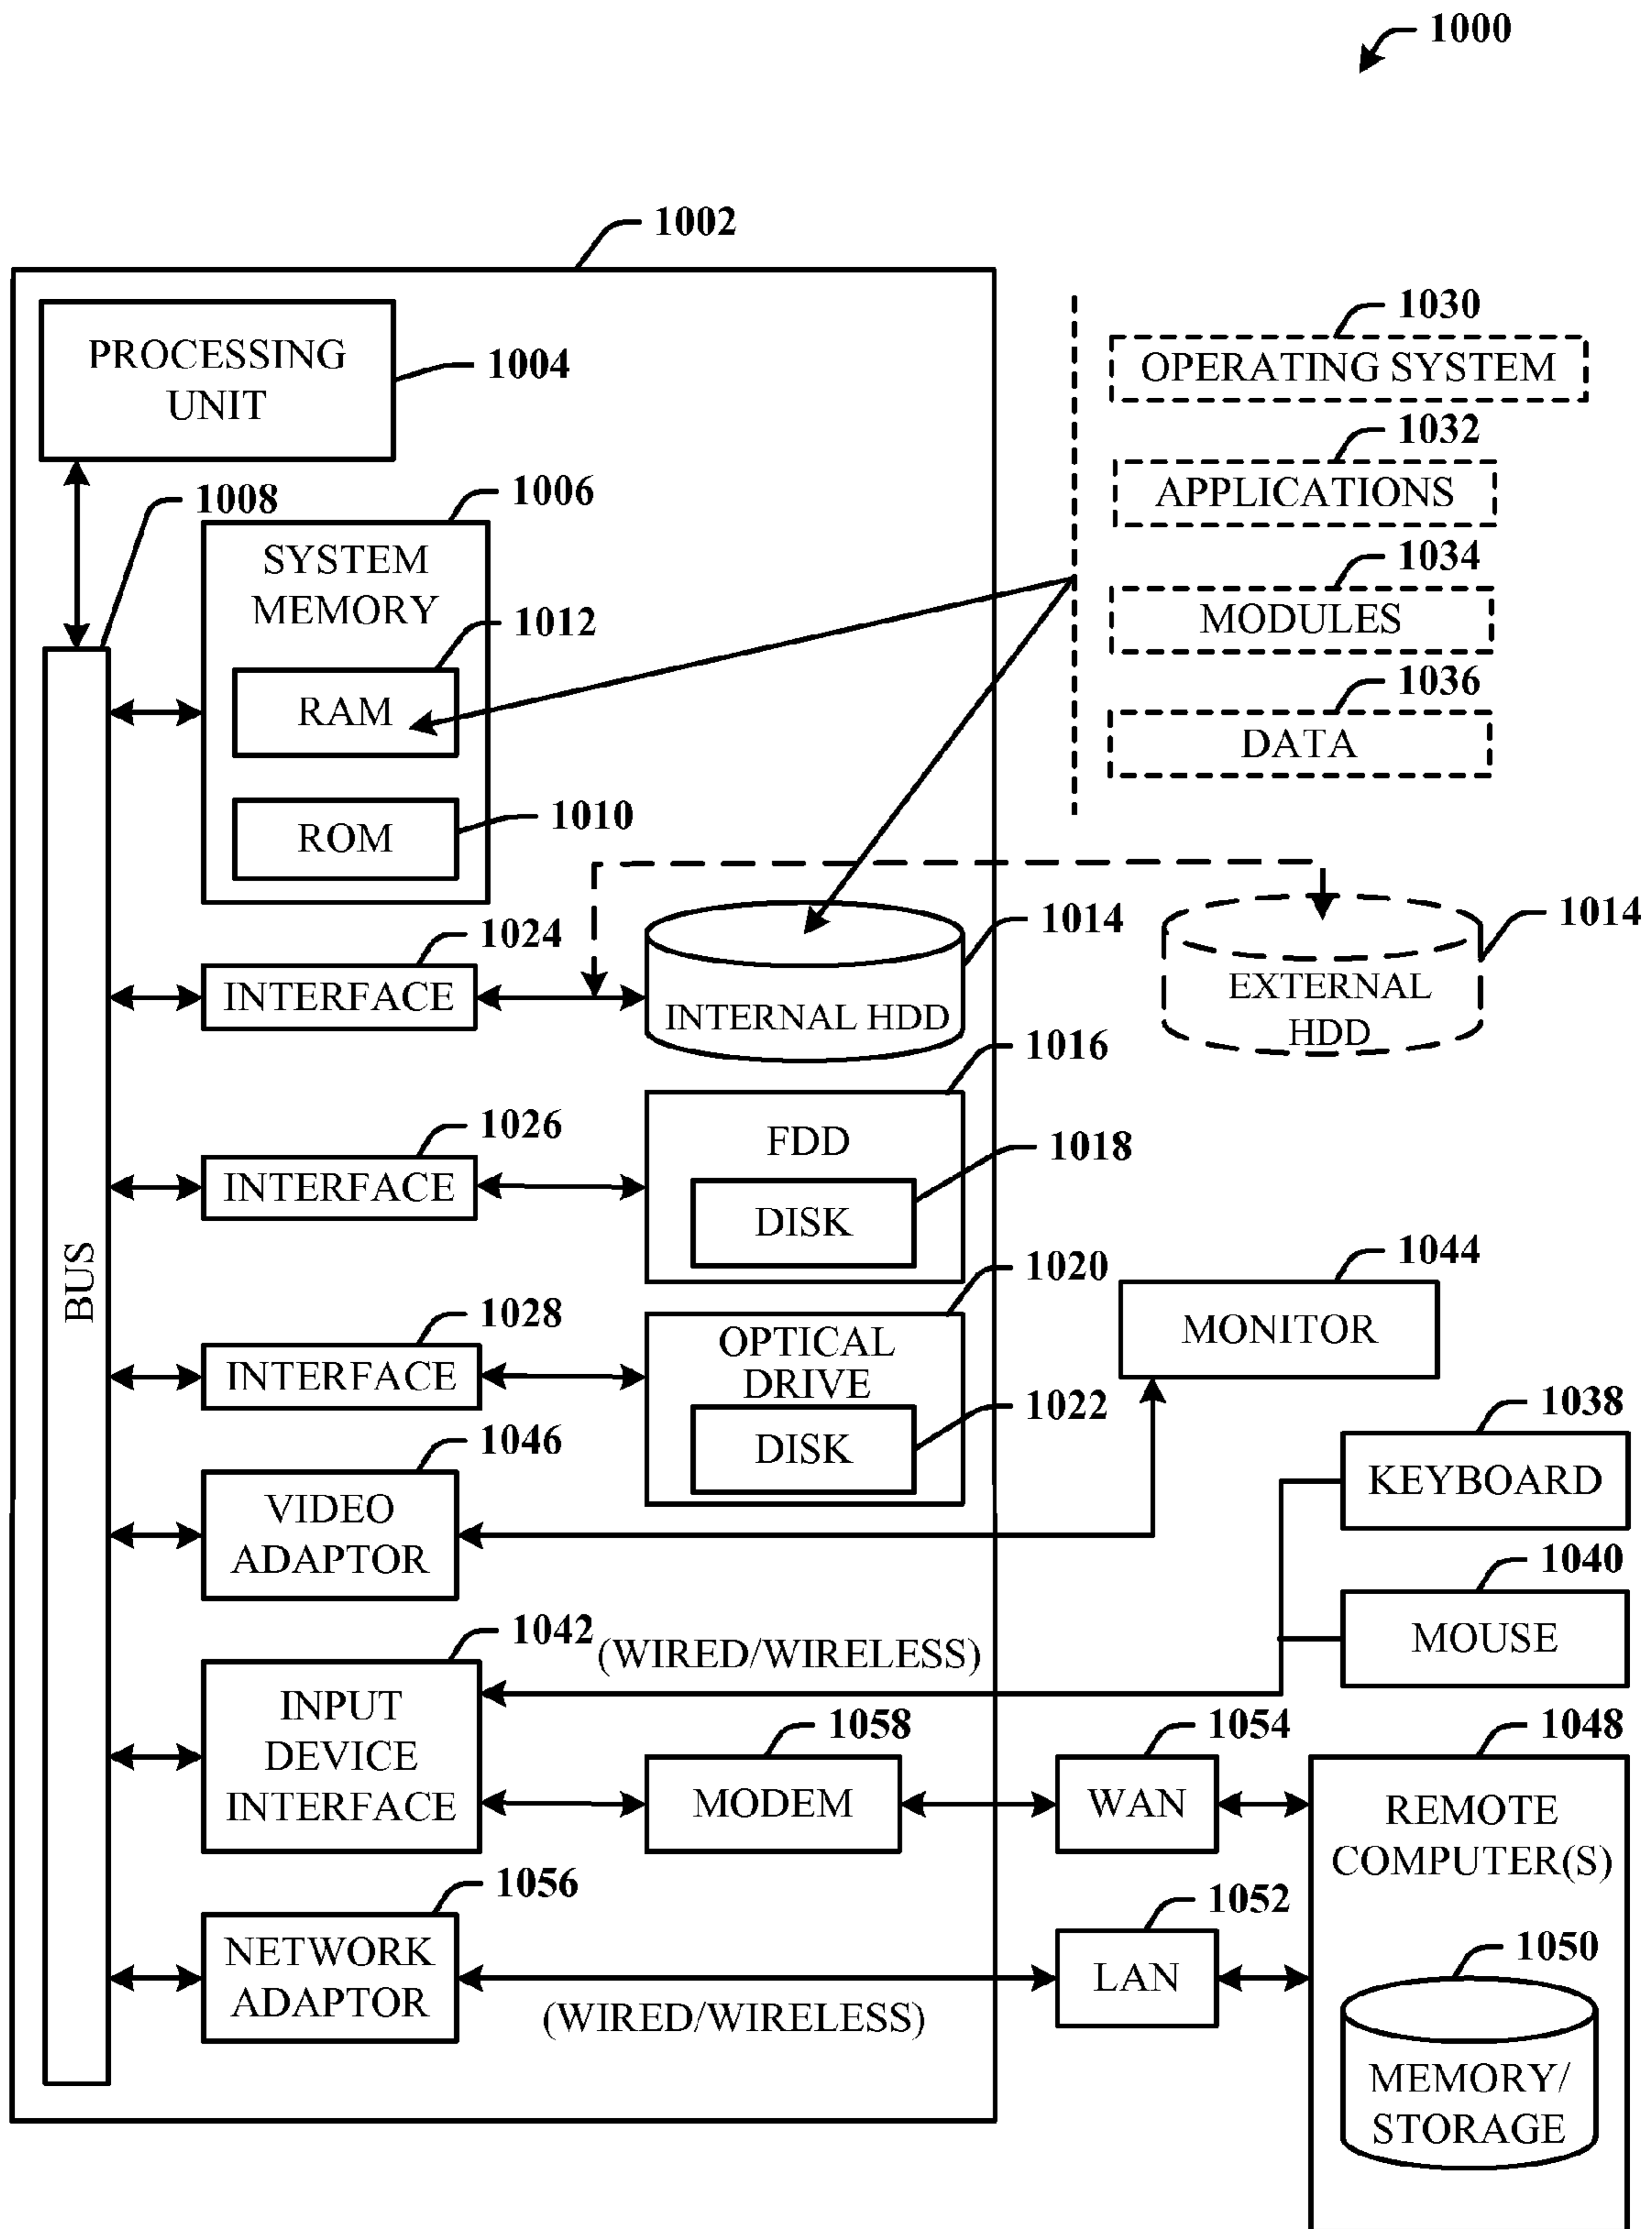 1000
1002
PROCESSING
UNIT
1004
1030
OPERATING SYSTEM
1032
APPLICATIONS
1034
MODULES
1036
DATA
1008
1006
SYSTEM
MEMORY
1012
RAM
1010
ROM
1024
INTERFACE
1014
INTERNAL HDD
1014
EXTERNAL
HDD
1016
FDD
1018
DISK
1026
INTERFACE
BUS
1020
OPTICAL
DRIVE
1022
DISK
1028
INTERFACE
1044
MONITOR
1046
VIDEO
ADAPTOR
1038
KEYBOARD
1040
MOUSE
1042
(WIRED/WIRELESS)
INPUT
DEVICE
INTERFACE
1058
MODEM
1054
WAN
1048
REMOTE
COMPUTER(S)
1056
NETWORK
ADAPTOR
(WIRED/WIRELESS)
1052
LAN
1050
MEMORY/
STORAGE